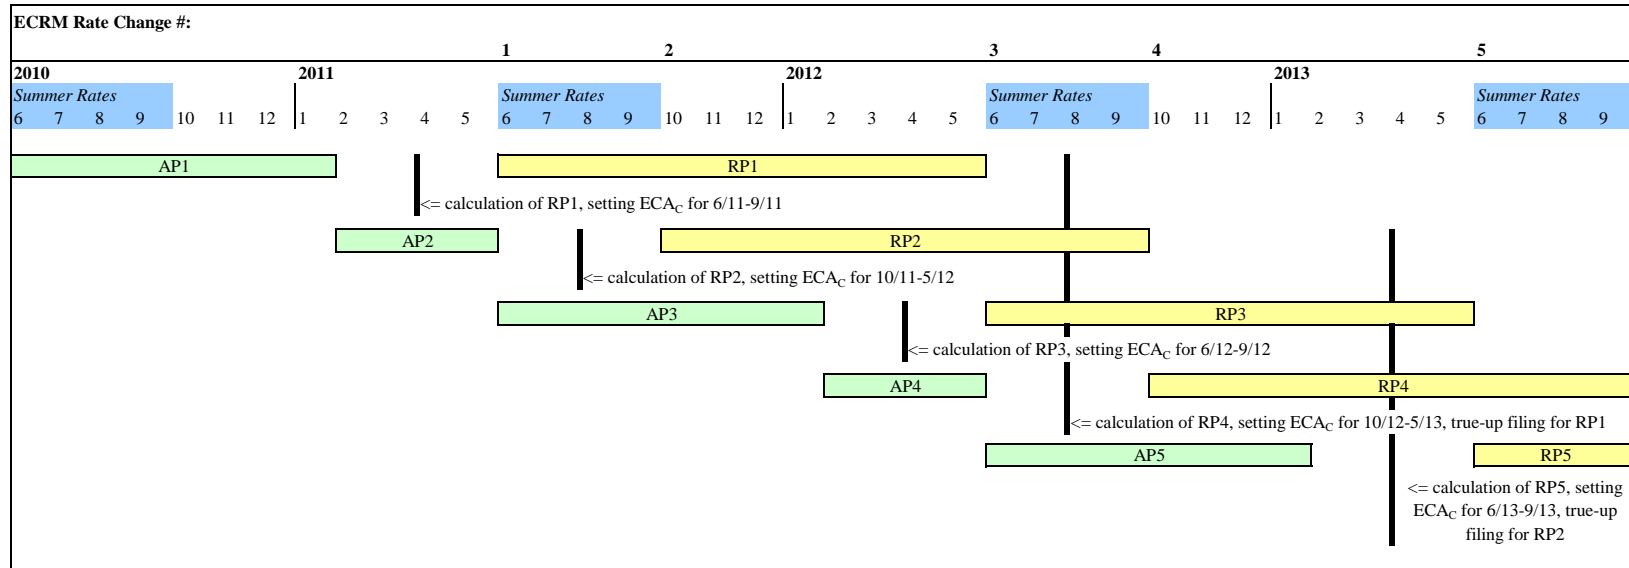 ECRM Rate Change #:
1 2 3 4 5
2010 2011 2012 2013
Summer Rates Summer Rates Summer Rates Summer Rates
6 7 8 9 10 11 12 1 2 3 4 5 6 7 8 9 10 11 12 1 2 3 4 5 6 7 8 9 10 11 12 1 2 3 4 5 6 7 8 9
AP1 RP1
<= calculation of RP1, setting ECAC for 6/11-9/11
AP2 RP2
<= calculation of RP2, setting ECAC for 10/11-5/12
AP3 RP3
<= calculation of RP3, setting ECAC for 6/12-9/12
AP4 RP4
<= calculation of RP4, setting ECAC for 10/12-5/13, true-up filing for RP1
AP5 RP5
<= calculation of RP5, setting
ECAC for 6/13-9/13, true-up
filing for RP2